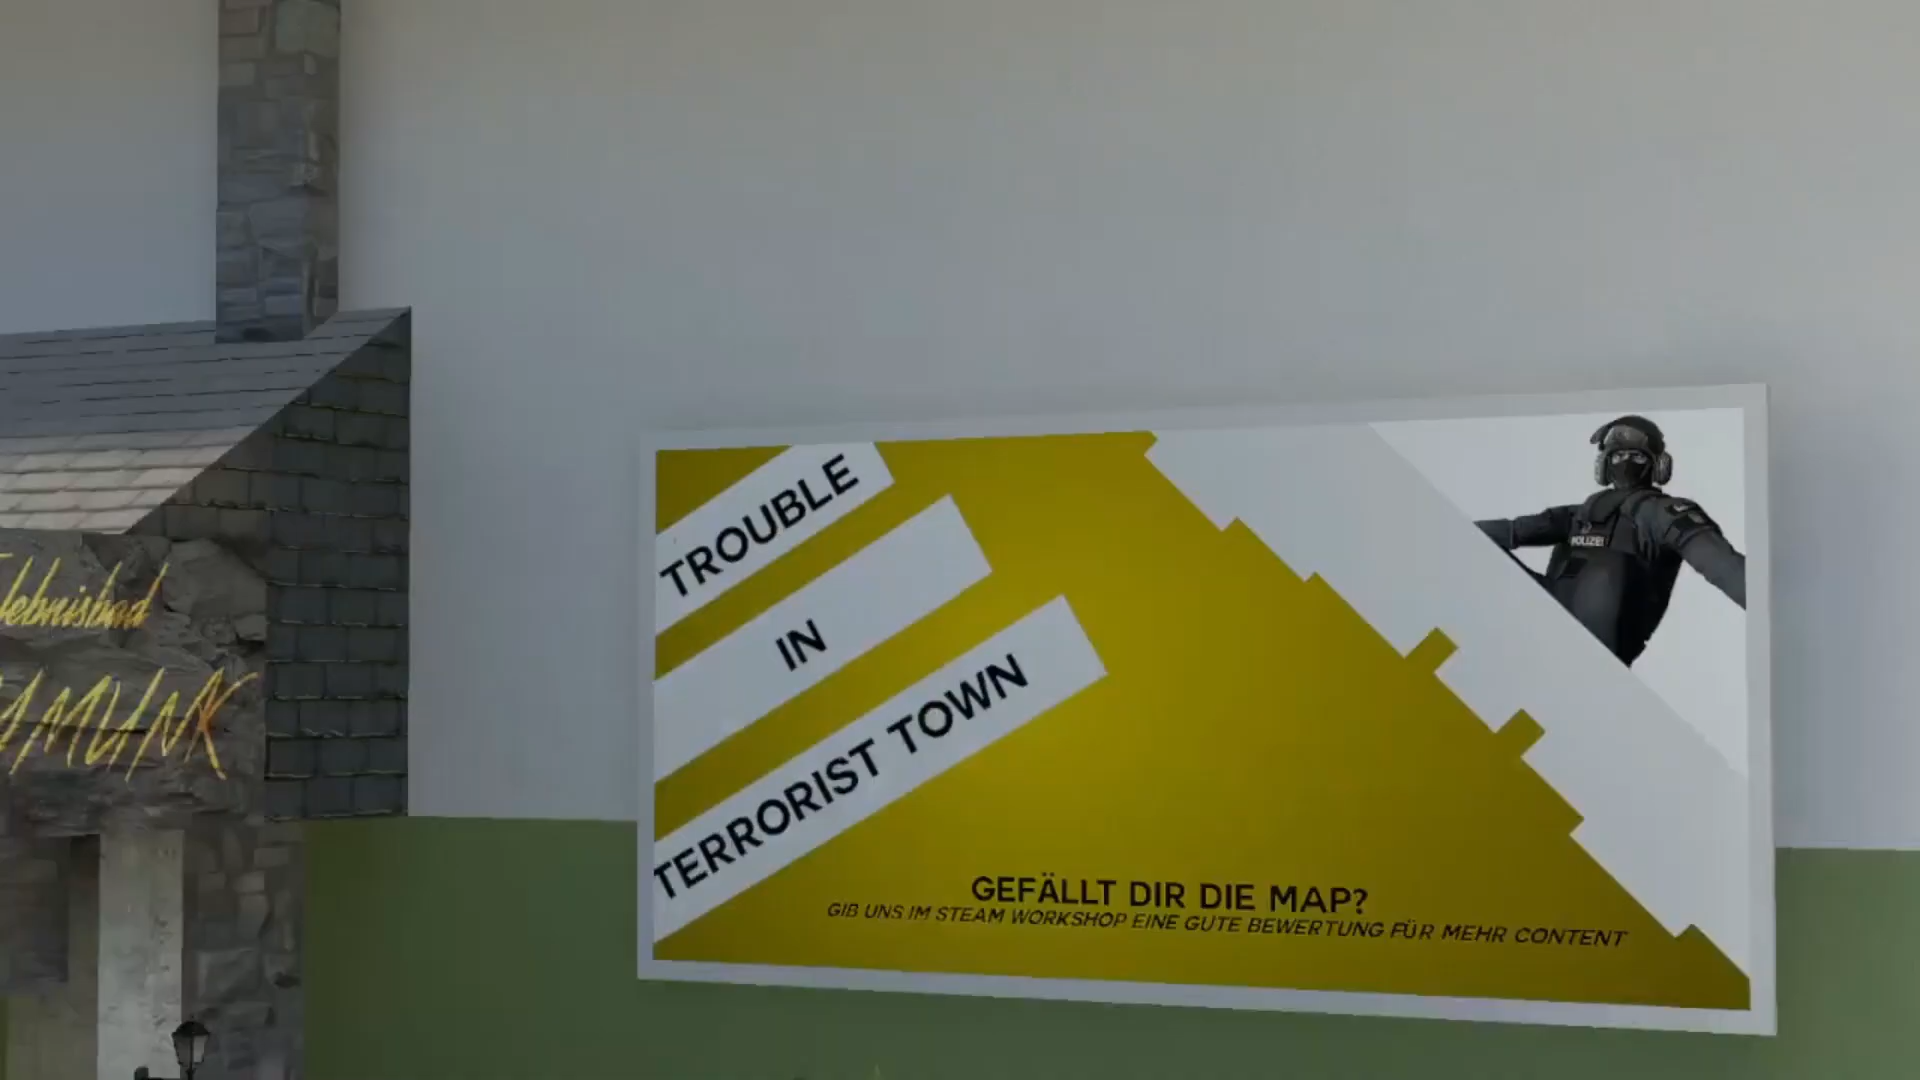 TROUBLE
IN
TERRORIST TOWN
POLIZEI
GEFÄLLT DIR DIE MAP?
GIB UNS IM STEAM WORKSHOP EINE GUTE BEWERTUNG FÜR MEHR CONTENT